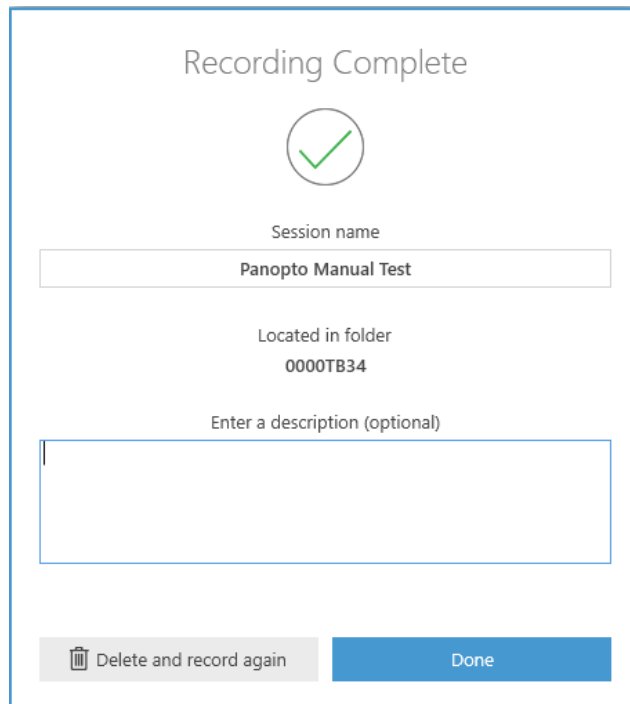 Recording Complete
Session name
Panopto Manual Test
Located in folder
0000TB34
Enter a description (optional)
Delete and record again
Done